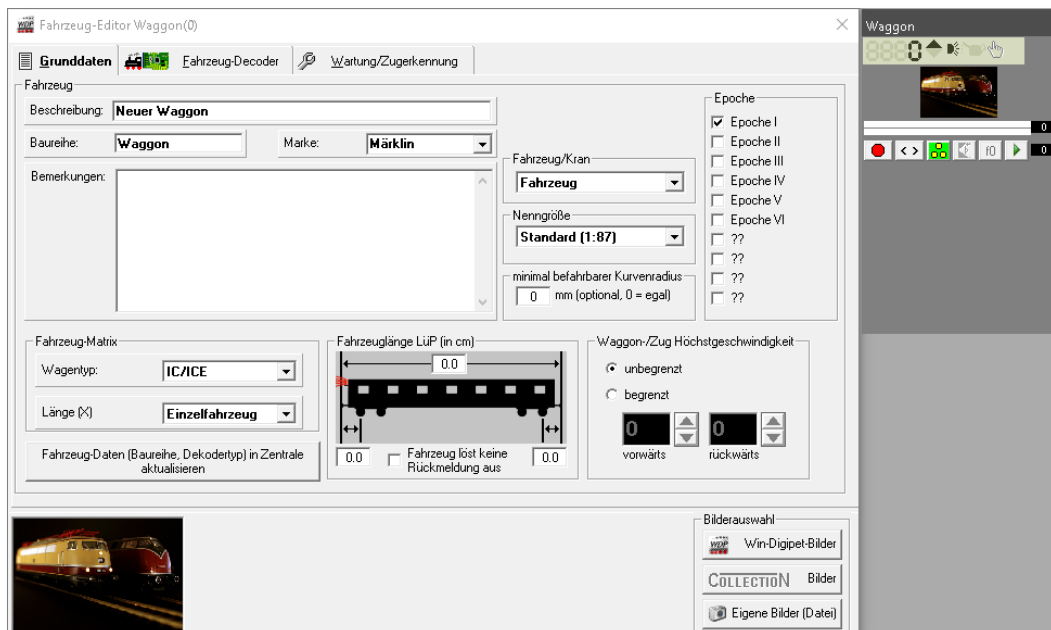 Fahrzeug-Editor Waggon(0)
Waggon
Grunddaten
Fahrzeug-Decoder
Wartung/Zugerkennung
Fahrzeug
Beschreibung: Neuer Waggon
Baureihe: Waggon
Marke: Märklin
Bemerkungen:
Fahrzeug/Kran
Fahrzeug
Nenngröße
Standard (1:87)
minimal befahrbarer Kurvenradius
0 mm (optional, 0 = egal)
Epoche
Epoche I
Epoche II
Epoche III
Epoche IV
Epoche V
Epoche VI
??
??
??
??
0
0
f0
0
Fahrzeug-Matrix
Wagentyp: IC/ICE
Länge (X) Einzelfahrzeug
Fahrzeug-Daten (Baureihe, Dekodertyp) in Zentrale
aktualisieren
Fahrzeuglänge LüP (in cm)
0.0
0.0
Fahrzeug löst keine
Rückmeldung aus
0.0
Waggon-/Zug Höchstgeschwindigkeit
unbegrenzt
begrenzt
0
0
vorwärts
rückwärts
Bilderauswahl
WDP Win-Digipet-Bilder
COLLECTION Bilder
Eigene Bilder (Datei)